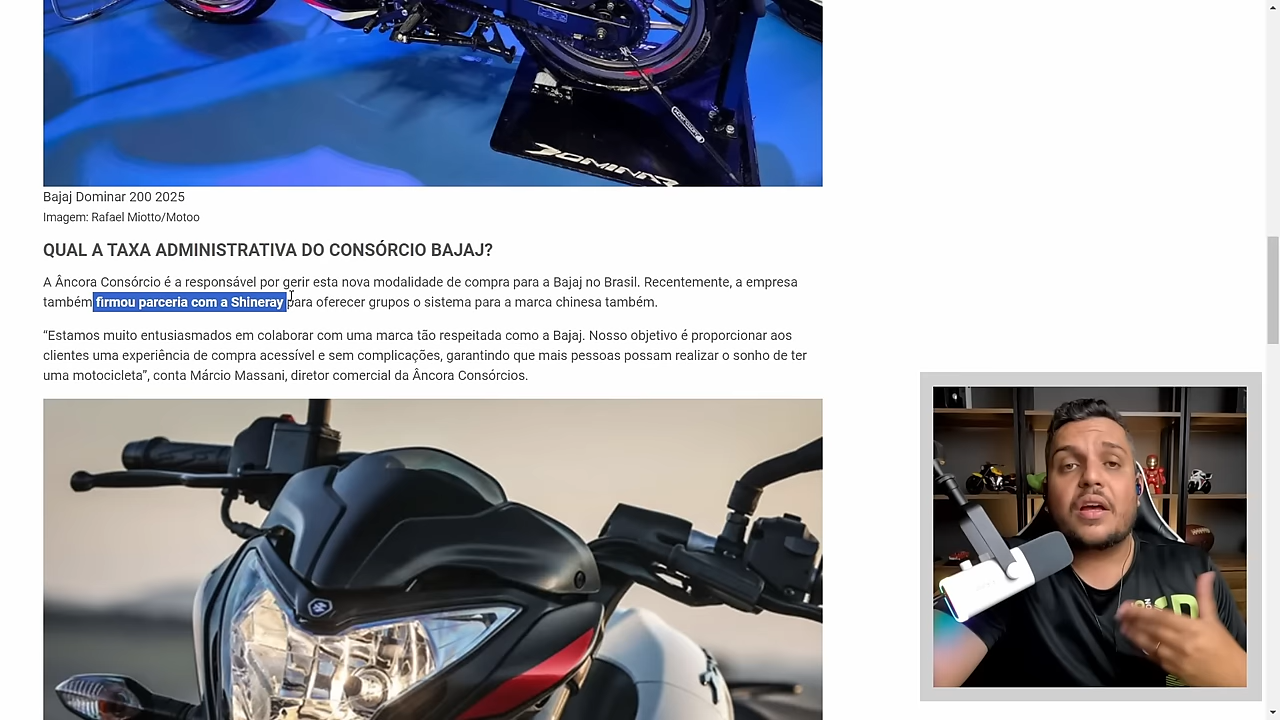 DOMINAR
Bajaj Dominar 200 2025
Imagem: Rafael Miotto/Motoo
QUAL A TAXA ADMINISTRATIVA DO CONSÓRCIO BAJAJ?
A Âncora Consórcio é a responsável por gerir esta nova modalidade de compra para a Bajaj no Brasil. Recentemente, a empresa
também firmou parceria com a Shineray para oferecer grupos o sistema para a marca chinesa também.
“Estamos muito entusiasmados em colaborar com uma marca tão respeitada como a Bajaj. Nosso objetivo é proporcionar aos
clientes uma experiência de compra acessível e sem complicações, garantindo que mais pessoas possam realizar o sonho de ter
uma motocicleta”, conta Márcio Massani, diretor comercial da Âncora Consórcios.